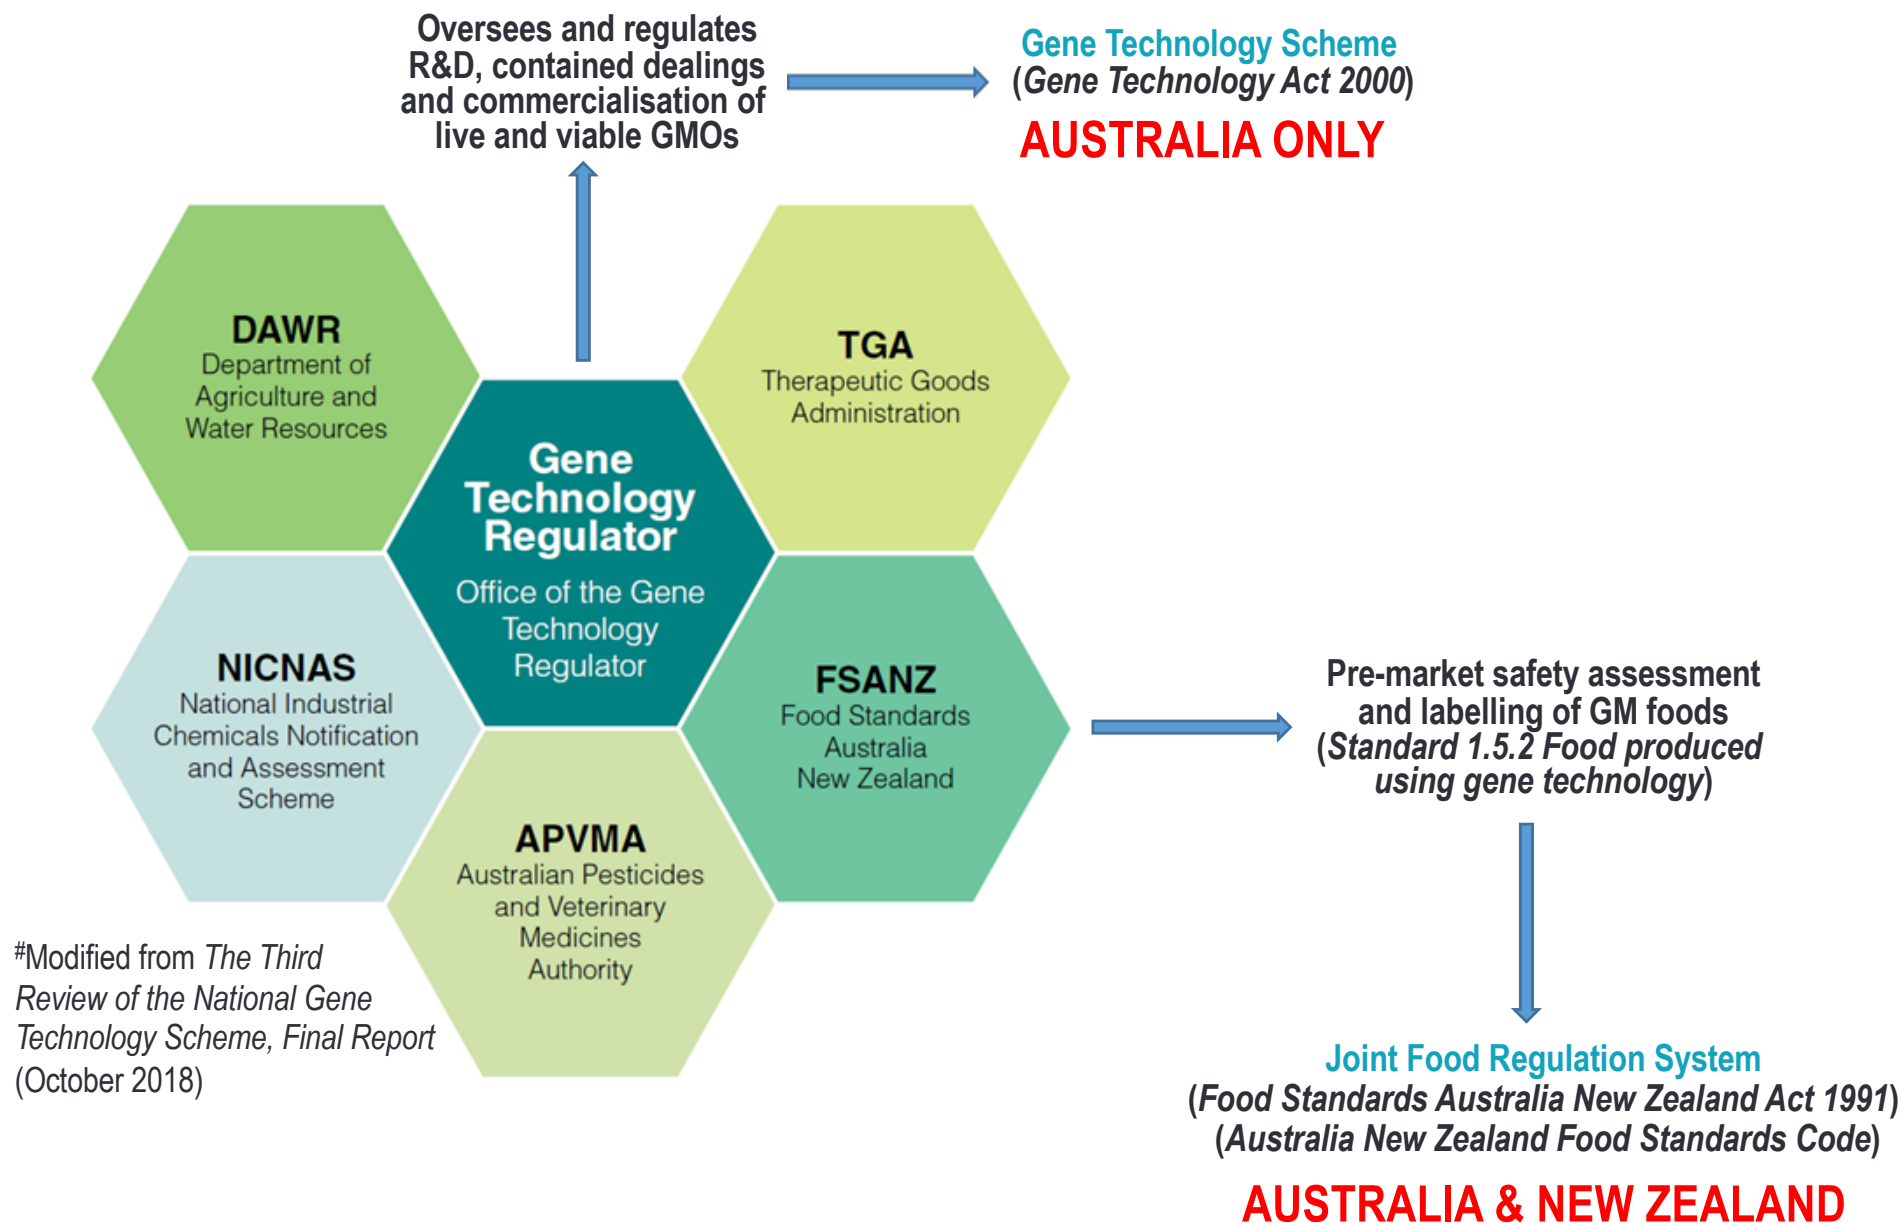 Oversees and regulates
R&D, contained dealings
and commercialisation of
live and viable GMOs
Gene Technology Scheme
(Gene Technology Act 2000)
AUSTRALIA ONLY
DAWR
Department of
Agriculture and
Water Resources
TGA
Therapeutic Goods
Administration
Gene
Technology
Regulator
Office of the Gene
Technology
Regulator
NICNAS
National Industrial
Chemicals Notification
and Assessment
Scheme
FSANZ
Food Standards
Australia
New Zealand
APVMA
Australian Pesticides
and Veterinary
Medicines
Authority
Pre-market safety assessment
and labelling of GM foods
(Standard 1.5.2 Food produced
using gene technology)
#Modified from The Third
Review of the National Gene
Technology Scheme, Final Report
(October 2018)
Joint Food Regulation System
(Food Standards Australia New Zealand Act 1991)
(Australia New Zealand Food Standards Code)
AUSTRALIA & NEW ZEALAND